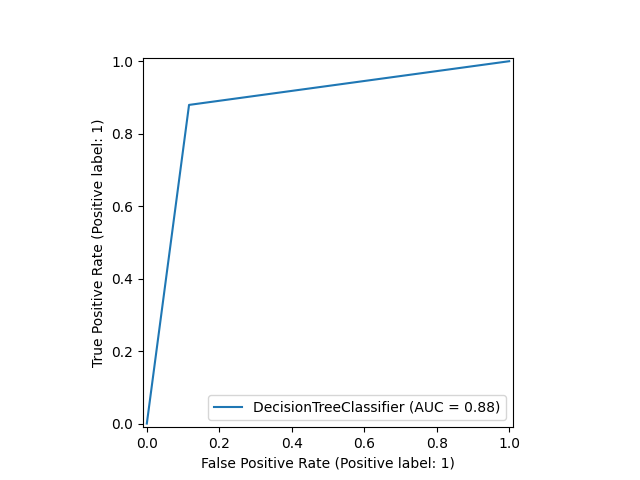 1.0
0.8
0.6
0.4
0.2
0.0
True Positive Rate (Positive label: 1)
DecisionTreeClassifier (AUC = 0.88)
0.0 0.2 0.4 0.6 0.8 1.0
False Positive Rate (Positive label: 1)